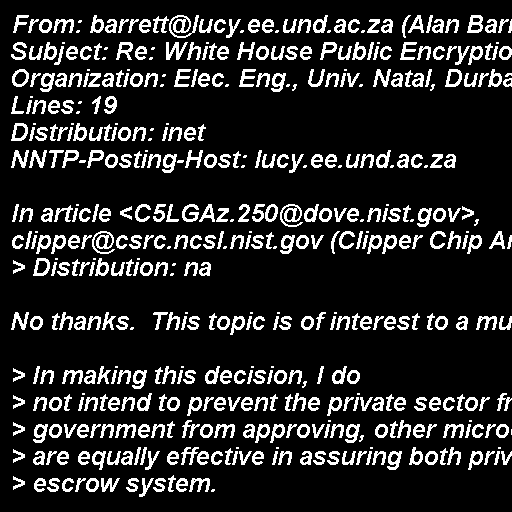 From: barrett@lucy.ee.und.ac.za (Alan Barr
Subject: Re: White House Public Encryptio
Organization: Elec. Eng., Univ. Natal, Durba
Lines: 19
Distribution: inet
NNTP-Posting-Host: lucy.ee.und.ac.za

In article <C5LGAz.250@dove.nist.gov>,
clipper@csrc.ncsl.nist.gov (Clipper Chip A
> Distribution: na

No thanks.  This topic is of interest to a mu

> In making this decision, I do
> not intend to prevent the private sector f
> government from approving, other micro
> are equally effective in assuring both priv
> escrow system.